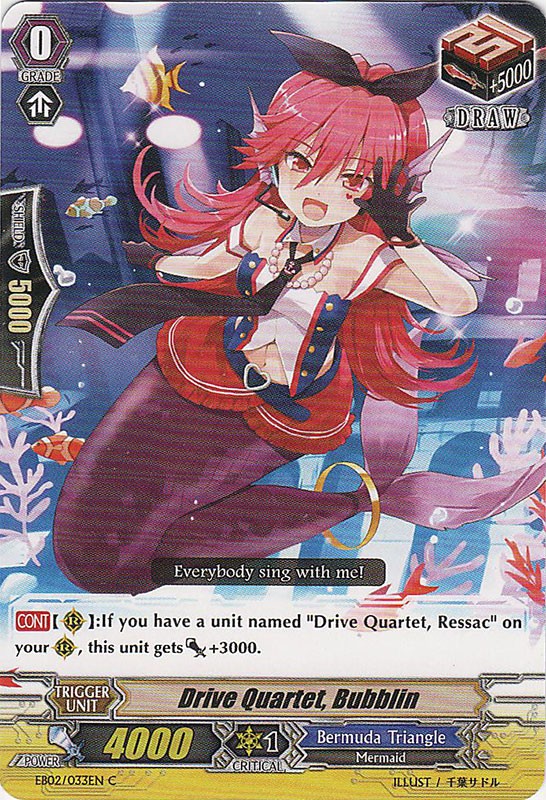 0
GRADE
+5000
DRAW
SHIELD
5000
Everybody sing with me!
CONT [ R ]:If you have a unit named "Drive Quartet, Ressac" on
your R , this unit gets +3000.
TRIGGER
UNIT
Drive Quartet, Bubblin
POWER
4000
1
CRITICAL
Bermuda Triangle
Mermaid
EB02/033EN C
ILLUST / 千葉サドル